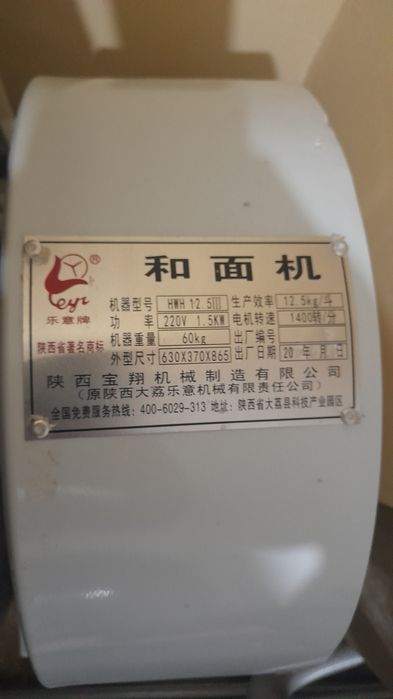 和面机
Leyi
®
乐意牌
陕西省著名商标
机器型号 HWH 12.5III 生产效率 12.5kg/斗
功 率 220V 1.5KW 电机转速 1400转/分
机器重量 60kg 出厂编号
外型尺寸 630X370X865 出厂日期 20 年 月 日
陕西宝翔机械制造有限公司
(原陕西大荔乐意机械有限责任公司)
全国免费服务热线: 400-6029-313 地址: 陕西省大荔县科技产业园区